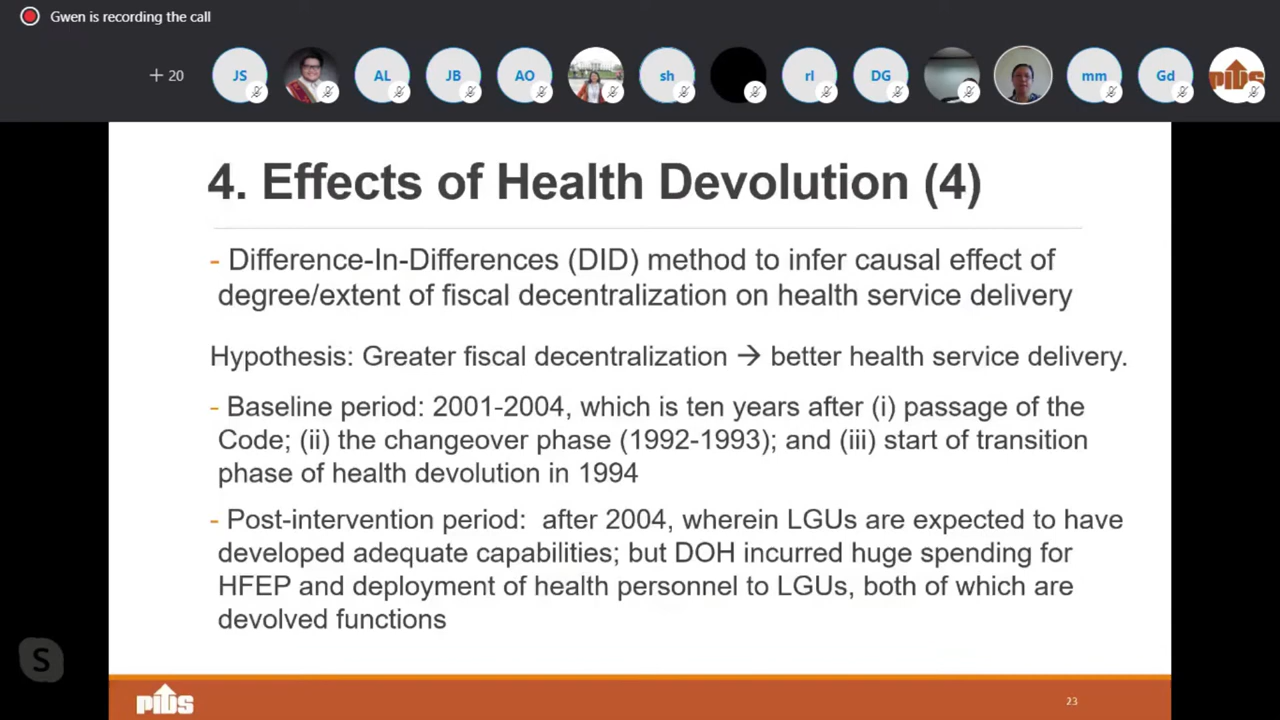 Gwen is recording the call
+ 20
JS
AL
JB
AO
sh
rl
DG
mm
Gd
4. Effects of Health Devolution (4)
- Difference-In-Differences (DID) method to infer causal effect of
degree/extent of fiscal decentralization on health service delivery
Hypothesis: Greater fiscal decentralization → better health service delivery.
- Baseline period: 2001-2004, which is ten years after (i) passage of the
Code; (ii) the changeover phase (1992-1993); and (iii) start of transition
phase of health devolution in 1994
- Post-intervention period:  after 2004, wherein LGUs are expected to have
developed adequate capabilities; but DOH incurred huge spending for
HFEP and deployment of health personnel to LGUs, both of which are
devolved functions
S
PIDS
23